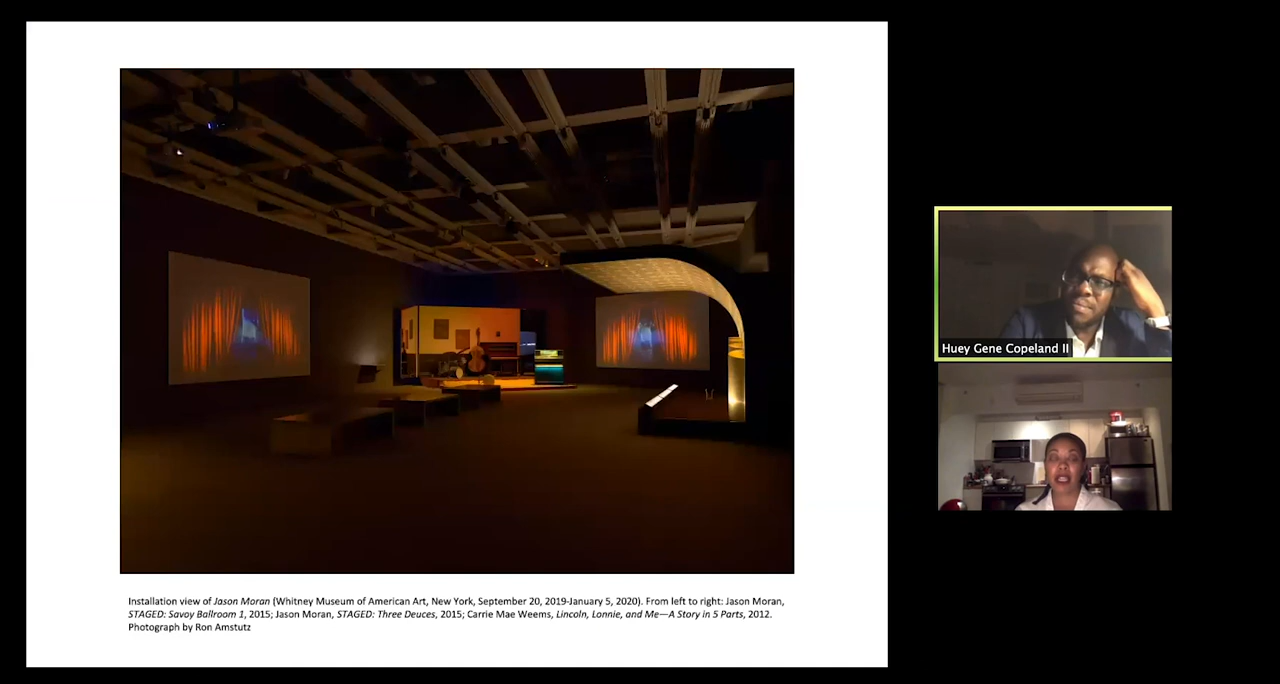 Huey Gene Copeland II
Installation view of Jason Moran (Whitney Museum of American Art, New York, September 20, 2019-January 5, 2020). From left to right: Jason Moran,
STAGED: Savoy Ballroom 1, 2015; Jason Moran, STAGED: Three Deuces, 2015; Carrie Mae Weems, Lincoln, Lonnie, and Me—A Story in 5 Parts, 2012.
Photograph by Ron Amstutz